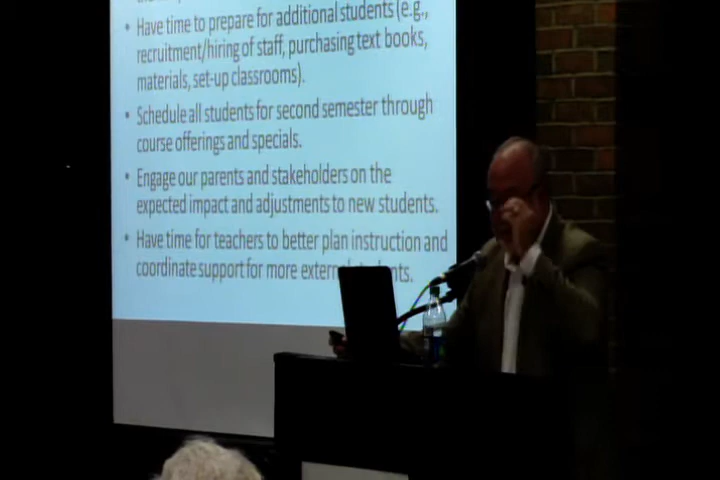 • Have time to prepare for additional students (e.g.,
recruitment/hiring of staff, purchasing text books,
materials, set-up classrooms).
• Schedule all students for second semester through
course offerings and specials.
• Engage our parents and stakeholders on the
expected impact and adjustments to new students.
• Have time for teachers to better plan instruction and
coordinate support for more extern
nts.